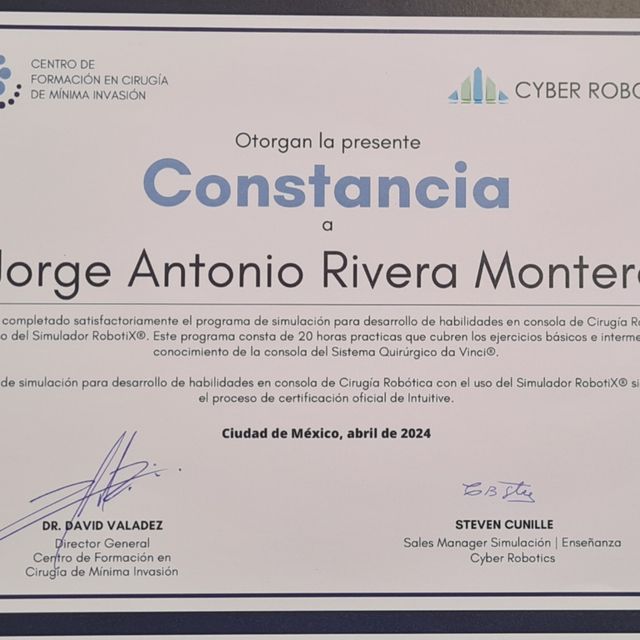 CENTRO DE
FORMACIÓN EN CIRUGÍA
DE MÍNIMA INVASIÓN
CYBER ROBO
Otorgan la presente
Constancia
a
Jorge Antonio Rivera Montero
completado satisfactoriamente el programa de simulación para desarrollo de habilidades en consola de Cirugía Ro
o del Simulador RobotiX®. Este programa consta de 20 horas practicas que cubren los ejercicios básicos e interme
conocimiento de la consola del Sistema Quirúrgico da Vinci®.
de simulación para desarrollo de habilidades en consola de Cirugía Robótica con el uso del Simulador RobotiX® si
el proceso de certificación oficial de Intuitive.
Ciudad de México, abril de 2024
DR. DAVID VALADEZ
Director General
Centro de Formación en
Cirugía de Mínima Invasión
STEVEN CUNILLE
Sales Manager Simulación | Enseñanza
Cyber Robotics